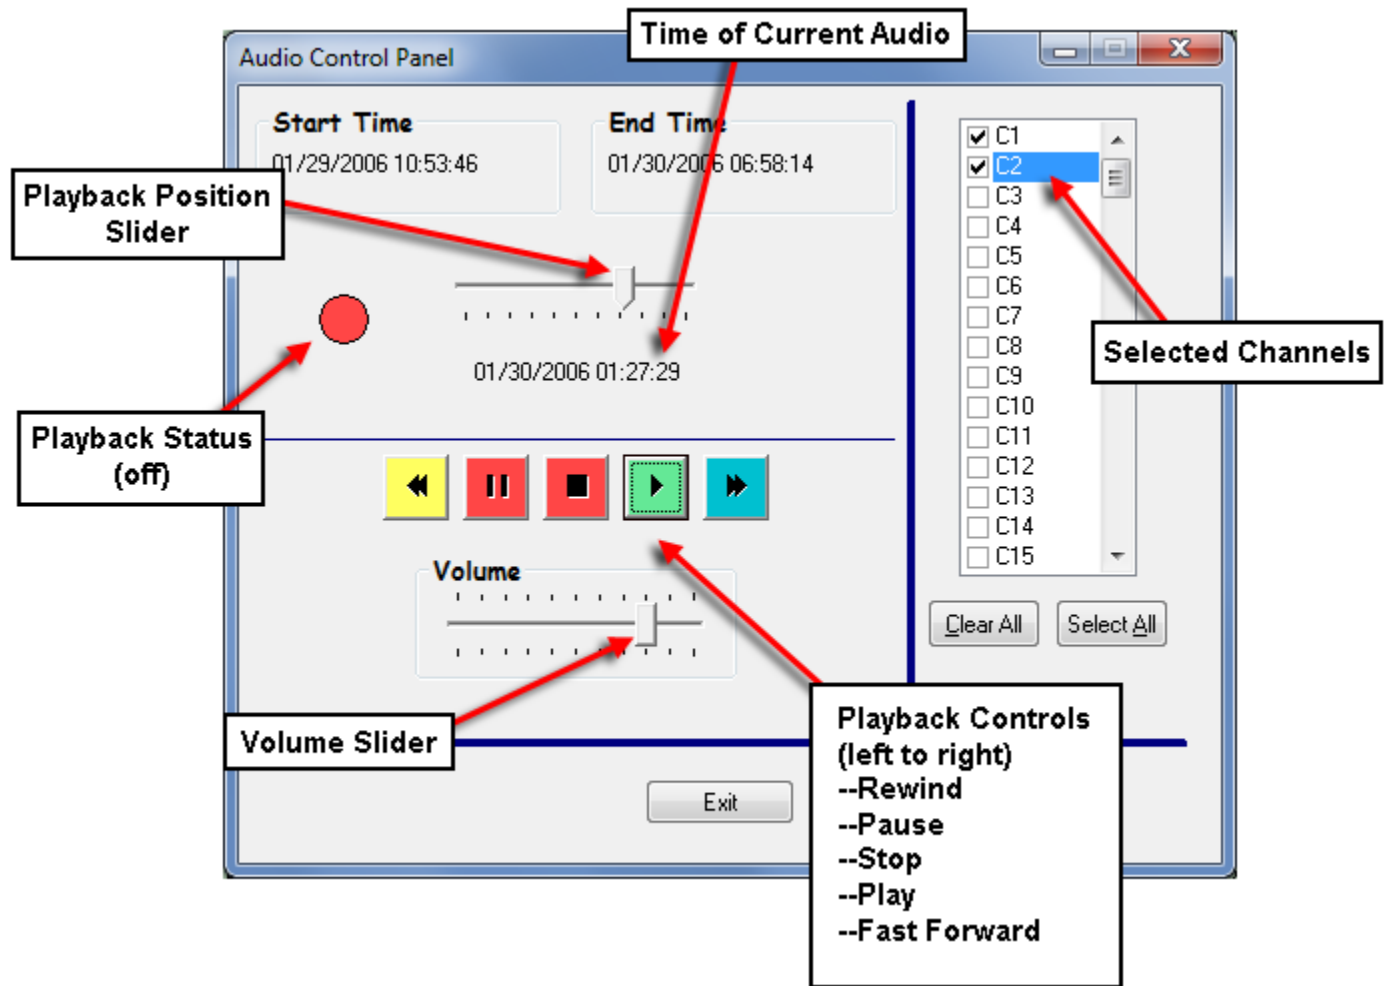 Time of Current Audio
Audio Control Panel
Start Time
End Time
01/29/2006 10:53:46
01/30/2006 06:58:14
Playback Position
Slider
01/30/2006 01:27:29
Playback Status
(off)
C1
C2
C3
C4
C5
C6
C7
C8
C9
C10
C11
C12
C13
C14
C15
Selected Channels
Clear All
Select All
Volume
Volume Slider
Playback Controls
(left to right)
--Rewind
--Pause
--Stop
--Play
--Fast Forward
Exit